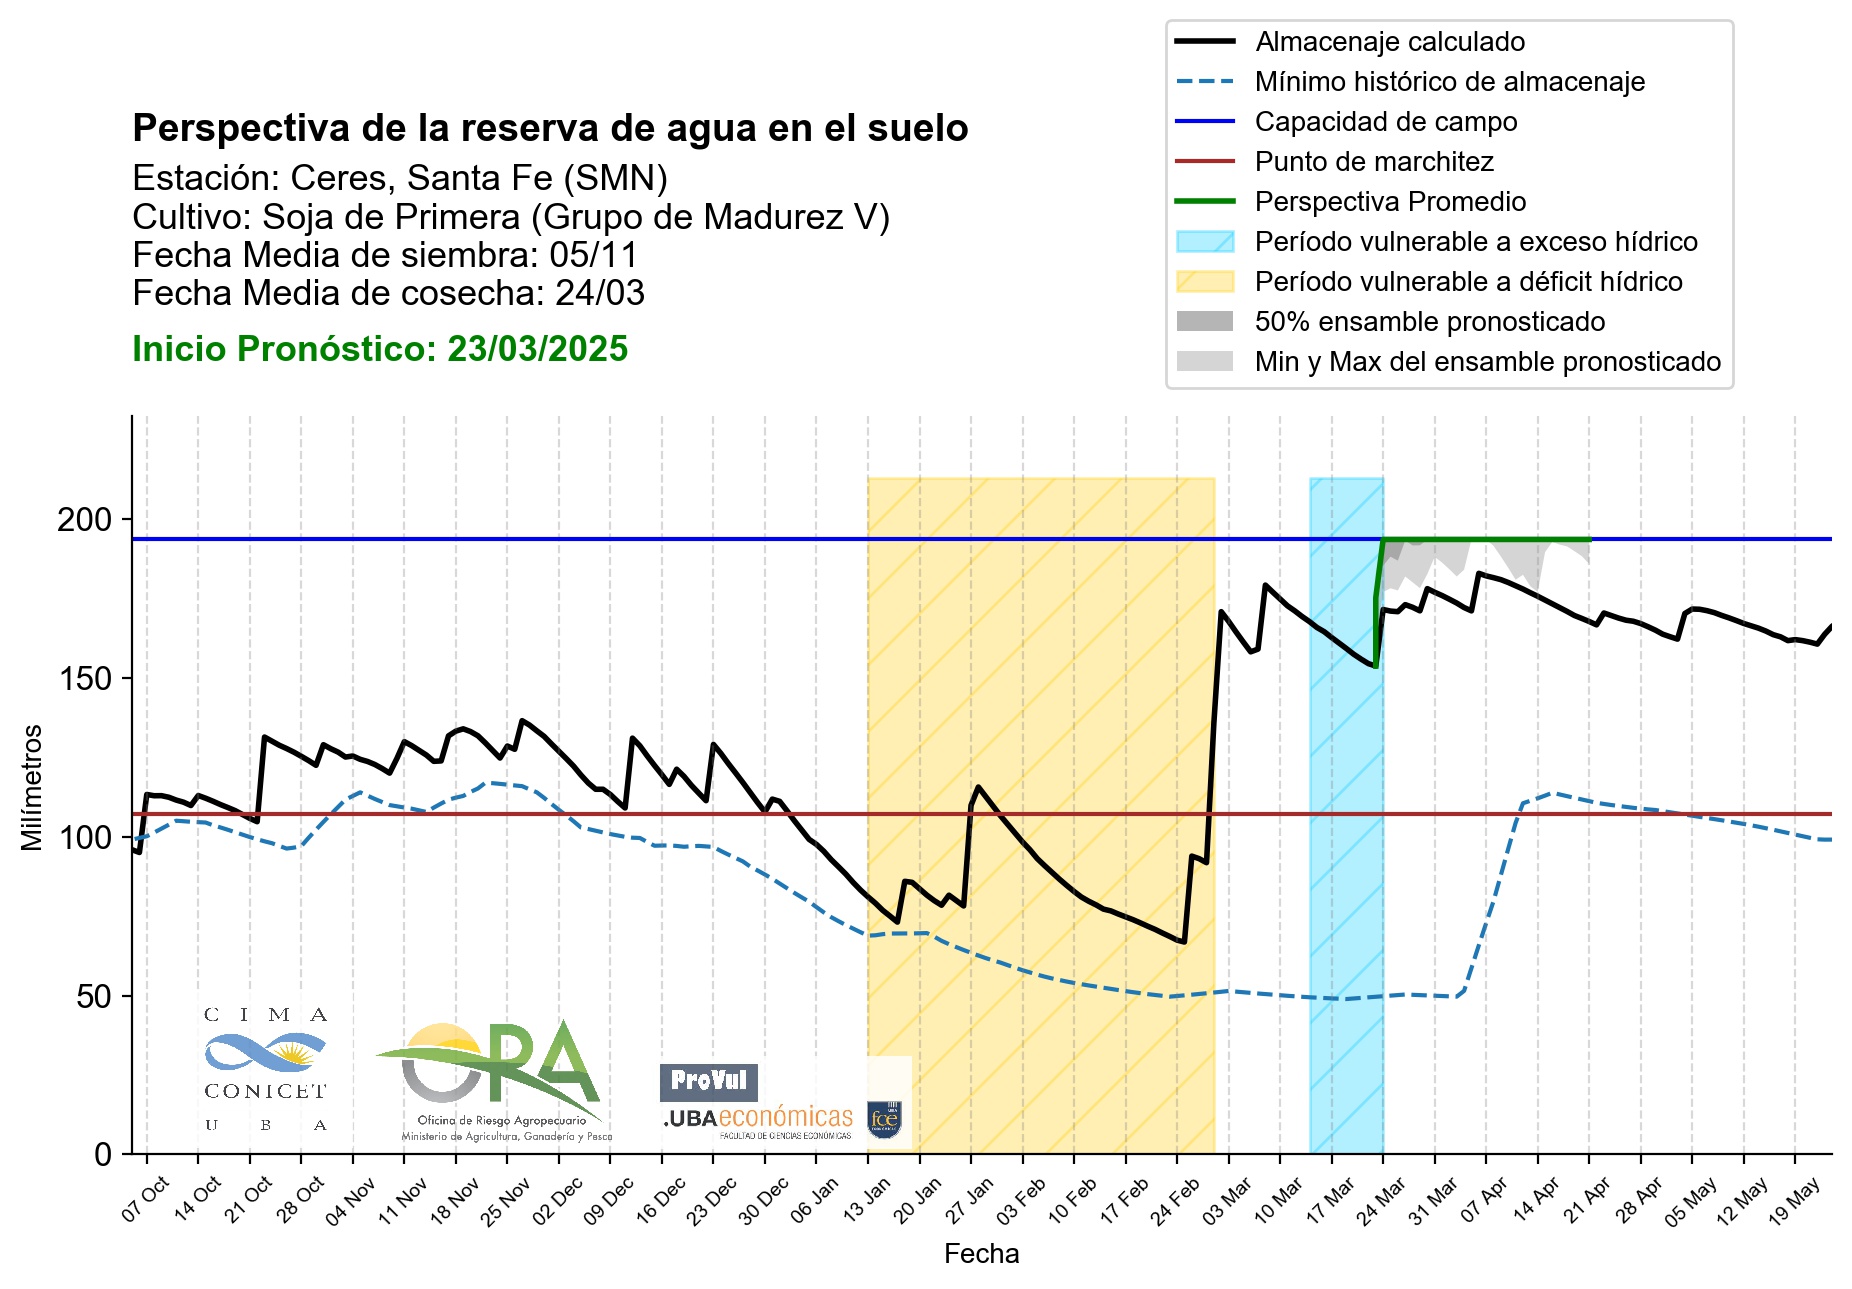 Almacenaje calculado
Mínimo histórico de almacenaje
Capacidad de campo
Punto de marchitez
Perspectiva Promedio
Período vulnerable a exceso hídrico
Período vulnerable a déficit hídrico
50% ensamble pronosticado
Min y Max del ensamble pronosticado
Perspectiva de la reserva de agua en el suelo
Estación: Ceres, Santa Fe (SMN)
Cultivo: Soja de Primera (Grupo de Madurez V)
Fecha Media de siembra: 05/11
Fecha Media de cosecha: 24/03
Inicio Pronóstico: 23/03/2025
200
150
100
50
0
Milímetros
CIMA
CONICET
UBA
ORA
Oficina de Riesgo Agropecuario
Ministerio de Agricultura, Ganadería y Pesca
ProVul
.UBAeconómicas
FACULTAD DE CIENCIAS ECONÓMICAS
UBA
fce
ECONÓMICAS
07 Oct
14 Oct
21 Oct
28 Oct
04 Nov
11 Nov
18 Nov
25 Nov
02 Dec
09 Dec
16 Dec
23 Dec
30 Dec
06 Jan
13 Jan
20 Jan
27 Jan
03 Feb
10 Feb
17 Feb
24 Feb
03 Mar
10 Mar
17 Mar
24 Mar
31 Mar
07 Apr
14 Apr
21 Apr
28 Apr
05 May
12 May
19 May
Fecha